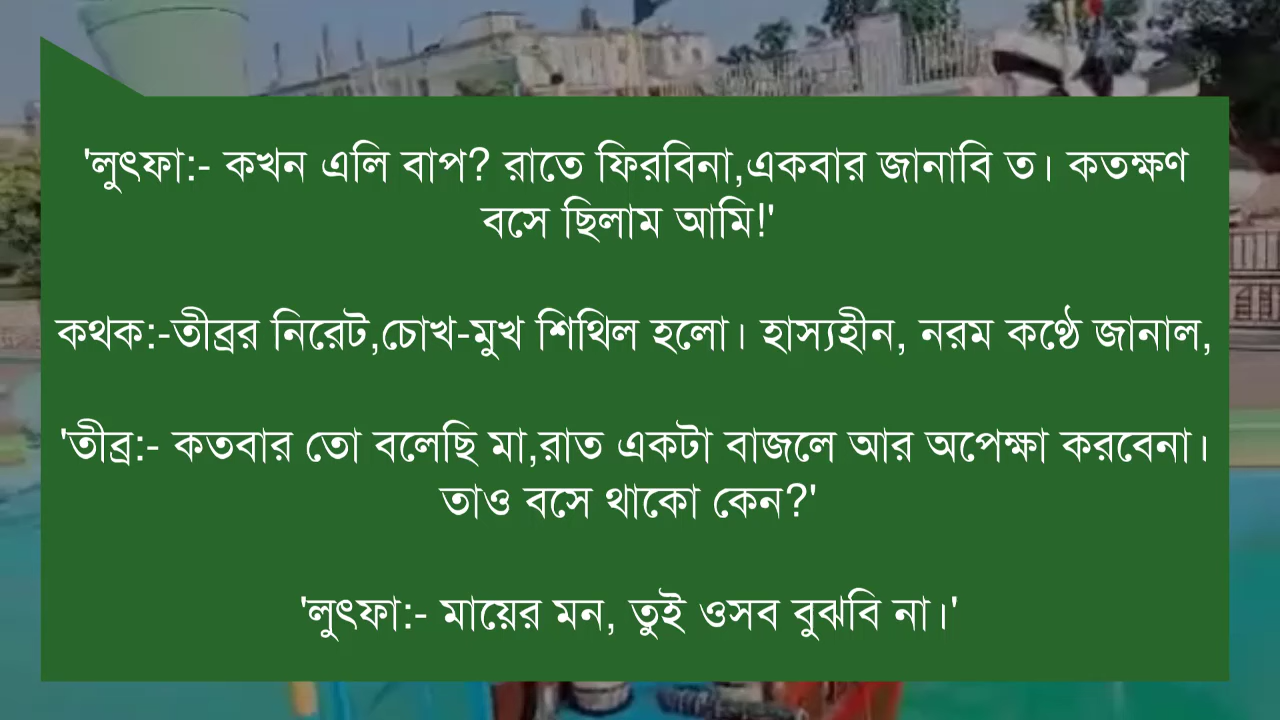 'লুৎফা:- কখন এলি বাপ? রাতে ফিরবিনা,একবার জানাবি ত। কতক্ষণ
বসে ছিলাম আমি!'
কথক:-তীব্রর নিরেট,চোখ-মুখ শিথিল হলো। হাস্যহীন, নরম কণ্ঠে জানাল,
'তীব্র:- কতবার তো বলেছি মা,রাত একটা বাজলে আর অপেক্ষা করবেনা।
তাও বসে থাকো কেন?'
'লুৎফা:- মায়ের মন, তুই ওসব বুঝবি না।'